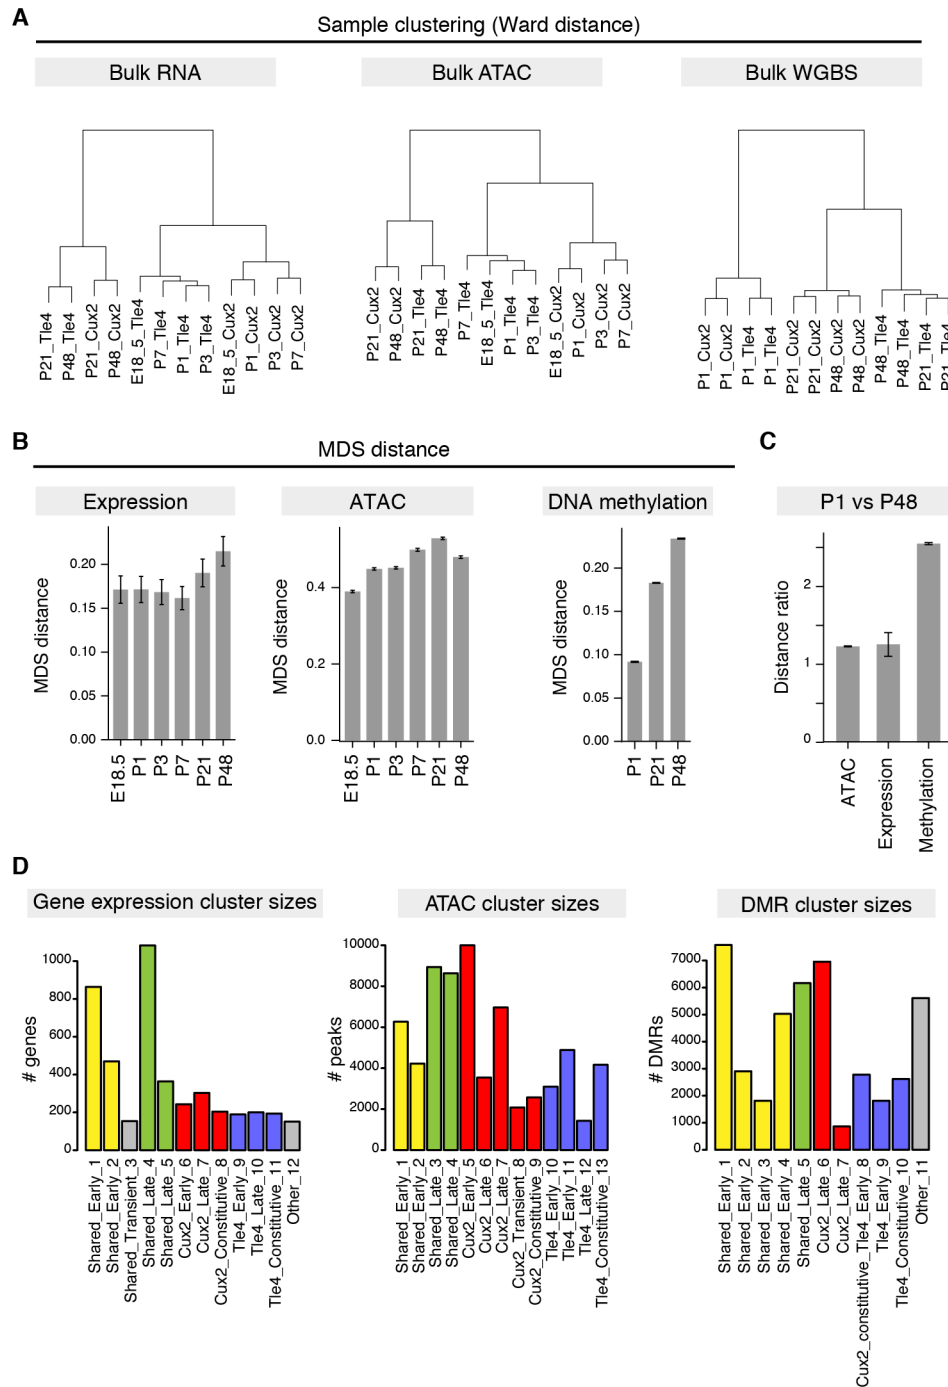 A
Sample clustering (Ward distance)
Bulk RNA
Bulk ATAC
Bulk WGBS
P21_Tle4
P48_Tle4
P21_Cux2
P48_Cux2
E18_5_Tle4
P7_Tle4
P1_Tle4
P3_Tle4
E18_5_Cux2
P1_Cux2
P3_Cux2
P7_Cux2
P21_Cux2
P48_Cux2
P21_Tle4
P48_Tle4
P7_Tle4
E18_5_Tle4
P1_Tle4
P3_Tle4
E18_5_Cux2
P1_Cux2
P3_Cux2
P7_Cux2
P1_Cux2
P1_Cux2
P1_Tle4
P1_Tle4
P21_Cux2
P21_Cux2
P48_Cux2
P48_Cux2
P48_Tle4
P48_Tle4
P21_Tle4
B
MDS distance
C
Expression
ATAC
DNA methylation
P1 vs P48
MDS distance
0.20
0.15
0.10
0.05
0.00
E18.5
P1
P3
P7
P21
P48
MDS distance
0.4
0.2
0.0
E18.5
P1
P3
P7
P21
P48
MDS distance
0.20
0.15
0.10
0.05
0.00
P1
P21
P48
Distance ratio
2
1
0
ATAC
Expression
Methylation
D
Gene expression cluster sizes
ATAC cluster sizes
DMR cluster sizes
# genes
1000
800
600
400
200
0
Shared_Early_1
Shared_Early_2
Shared_Transient_3
Shared_Late_4
Shared_Late_5
Cux2_Early_6
Cux2_Late_7
Cux2_Constitutive_8
Tle4_Early_9
Tle4_Late_10
Tle4_Constitutive_11
Other_12
# peaks
10000
8000
6000
4000
2000
0
Shared_Early_1
Shared_Early_2
Shared_Late_3
Shared_Late_4
Cux2_Early_5
Cux2_Late_6
Cux2_Late_7
Cux2_Transient_8
Cux2_Constitutive_9
Tle4_Early_10
Tle4_Early_11
Tle4_Late_12
Tle4_Constitutive_13
# DMRs
7000
6000
5000
4000
3000
2000
1000
0
Shared_Early_1
Shared_Early_2
Shared_Early_3
Shared_Early_4
Shared_Late_5
Cux2_Late_6
Cux2_Late_7
Cux2_constitutive_Tle4_Early_8
Tle4_Early_9
Tle4_Constitutive_10
Other_11